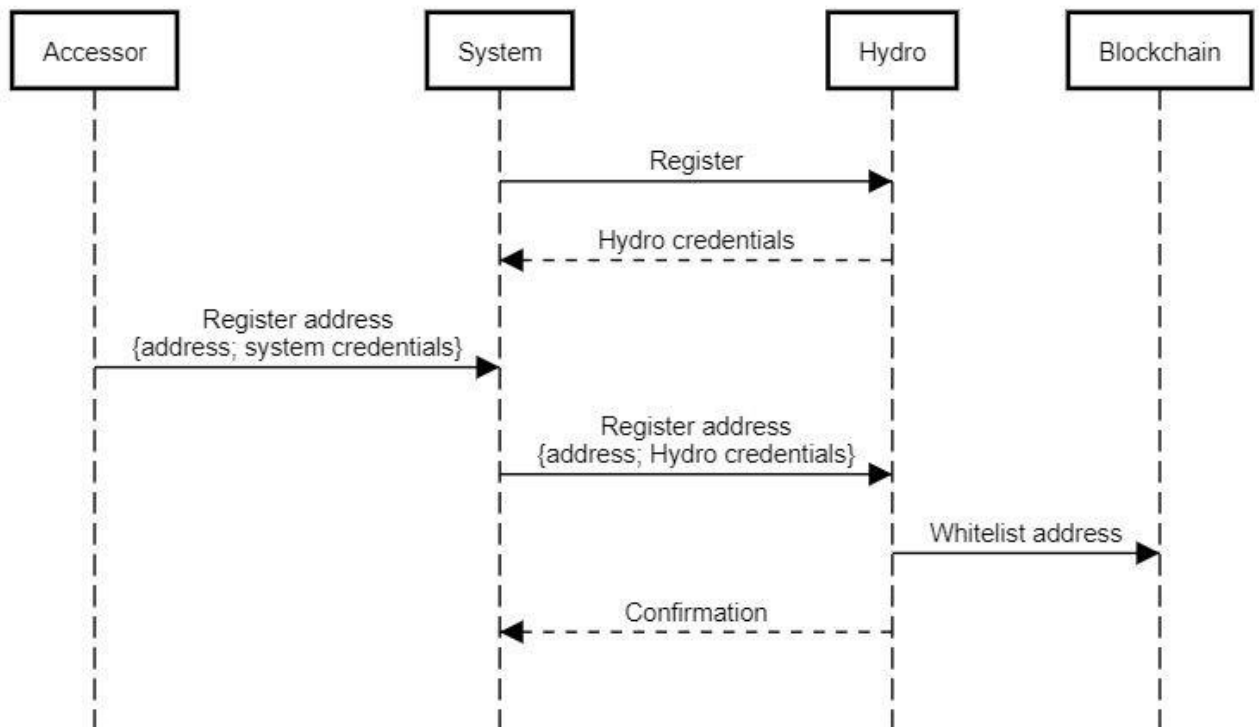 Accessor
System
Hydro
Blockchain
Register
Hydro credentials
Register address
{address; system credentials}
Register address
{address; Hydro credentials}
Whitelist address
Confirmation